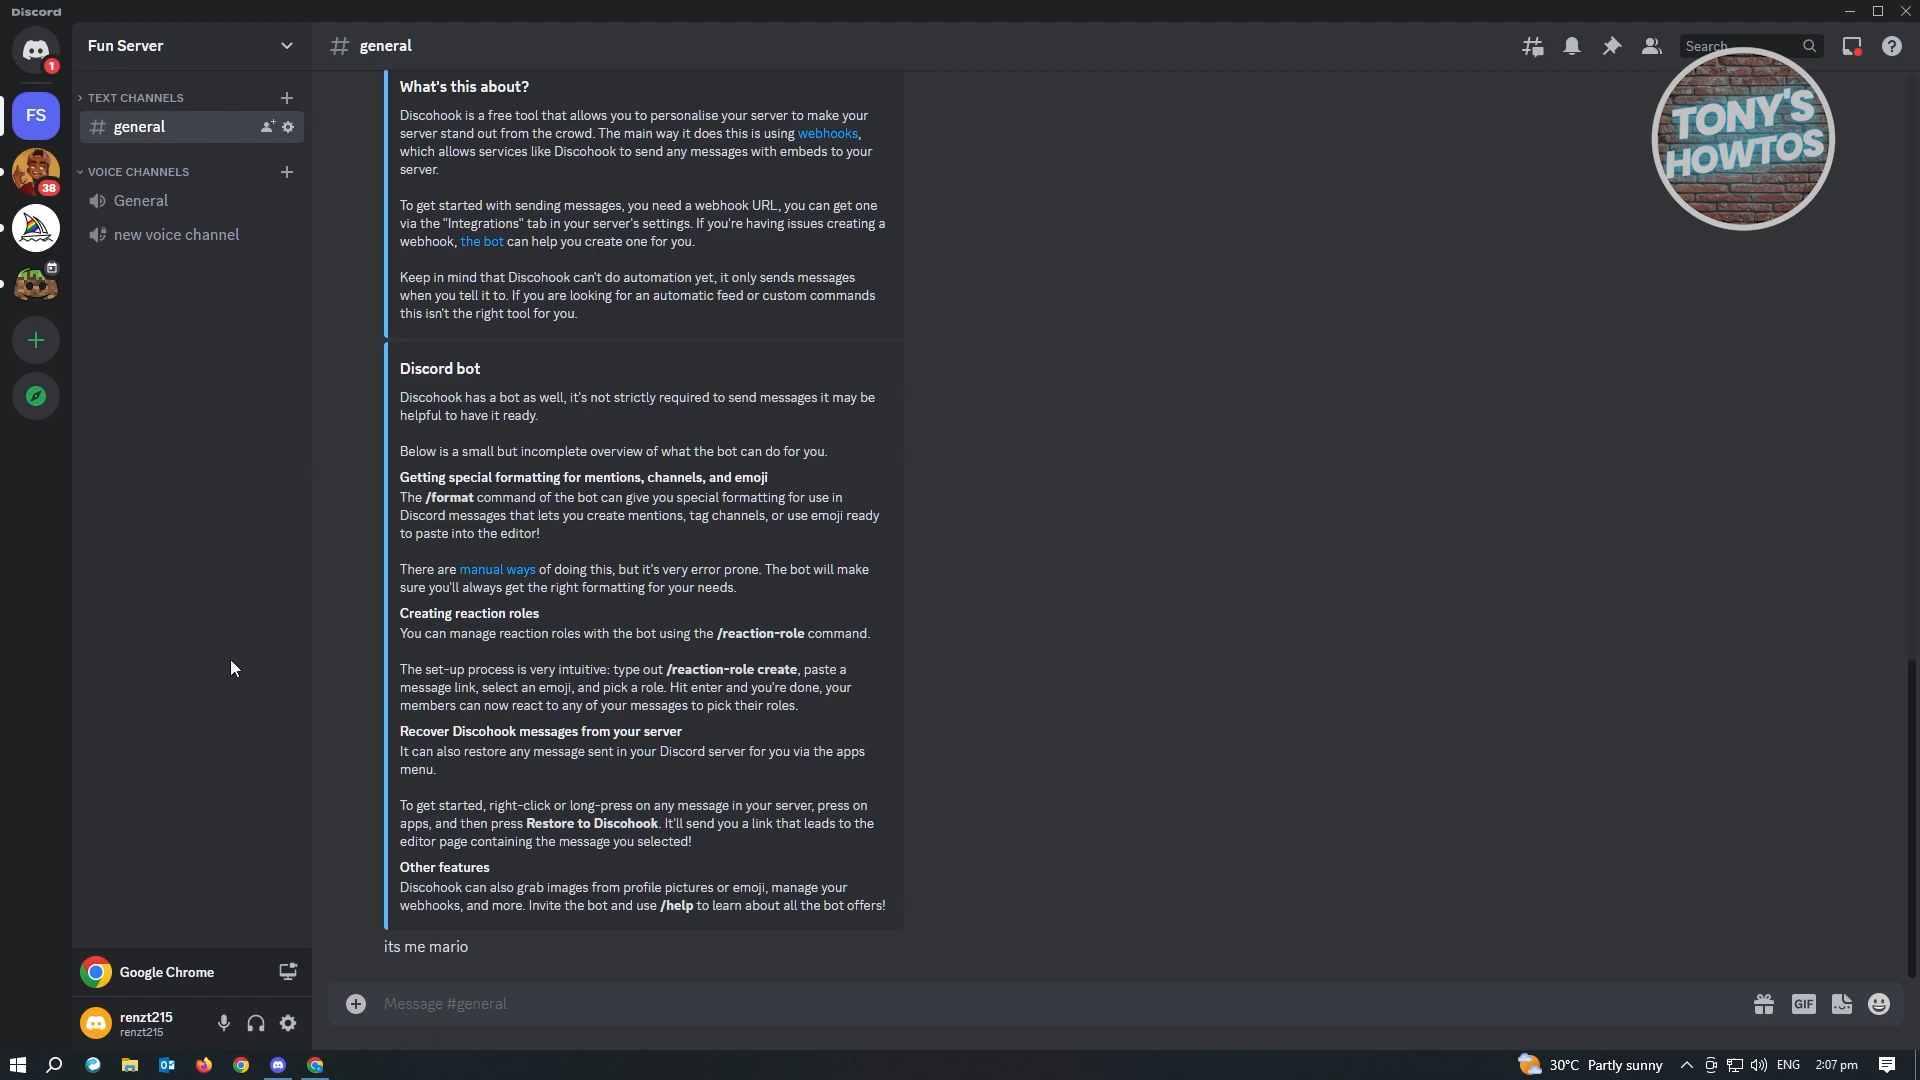 Discord
1
Fun Server
general
Search
TONY'S
HOWTOS
TEXT CHANNELS
general
FS
VOICE CHANNELS
38
General
new voice channel
What's this about?
Discohook is a free tool that allows you to personalise your server to make your
server stand out from the crowd. The main way it does this is using webhooks,
which allows services like Discohook to send any messages with embeds to your
server.
To get started with sending messages, you need a webhook URL, you can get one
via the "Integrations" tab in your server's settings. If you're having issues creating a
webhook, the bot can help you create one for you.
Keep in mind that Discohook can't do automation yet, it only sends messages
when you tell it to. If you are looking for an automatic feed or custom commands
this isn't the right tool for you.
Discord bot
Discohook has a bot as well, it's not strictly required to send messages it may be
helpful to have it ready.
Below is a small but incomplete overview of what the bot can do for you.
Getting special formatting for mentions, channels, and emoji
The /format command of the bot can give you special formatting for use in
Discord messages that lets you create mentions, tag channels, or use emoji ready
to paste into the editor!
There are manual ways of doing this, but it's very error prone. The bot will make
sure you'll always get the right formatting for your needs.
Creating reaction roles
You can manage reaction roles with the bot using the /reaction-role command.
The set-up process is very intuitive: type out /reaction-role create, paste a
message link, select an emoji, and pick a role. Hit enter and you're done, your
members can now react to any of your messages to pick their roles.
Recover Discohook messages from your server
It can also restore any message sent in your Discord server for you via the apps
menu.
To get started, right-click or long-press on any message in your server, press on
apps, and then press Restore to Discohook. It'll send you a link that leads to the
editor page containing the message you selected!
Other features
Discohook can also grab images from profile pictures or emoji, manage your
webhooks, and more. Invite the bot and use /help to learn about all the bot offers!
its me mario
Google Chrome
renzt215
renzt215
Message #general
GIF
30°C Partly sunny
ENG
2:07 pm